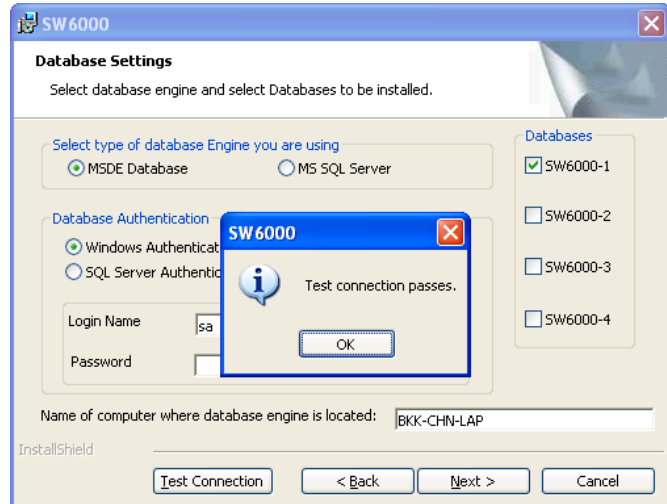 SW6000
Database Settings
Select database engine and select Databases to be installed.
Select type of database Engine you are using
MSDE Database
MS SQL Server
Databases
SW6000-1
SW6000-2
SW6000-3
SW6000-4
Database Authentication
Windows Authenticat
SQL Server Authentic
Login Name
sa
Password
SW6000
Test connection passes.
OK
Name of computer where database engine is located:
BKK-CHN-LAP
InstallShield
Test Connection
< Back
Next >
Cancel